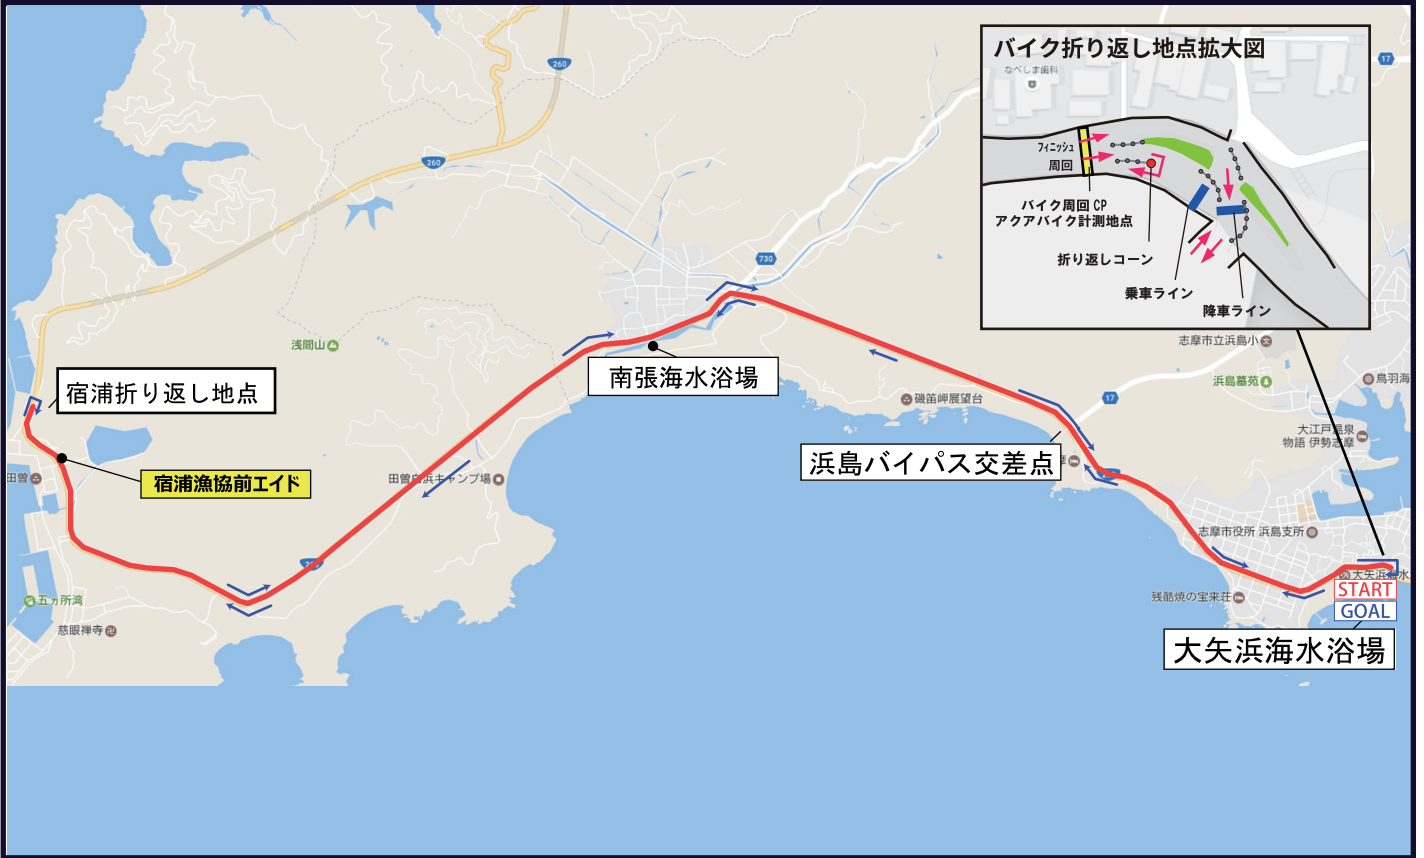 バイク折り返し地点拡大図
なべしま歯科
フィニッシュ
周回
バイク周回CP
アクアバイク計測地点
折り返しコーン
乗車ライン
降車ライン
17
260
260
730
浅間山
志摩市立浜島小
浜島墓苑
鳥羽海
宿浦折り返し地点
南張海水浴場
磯笛岬展望台
17
大江戸温泉
物語 伊勢志摩
浜島バイパス交差点
宿浦漁協前エイド
田曽
田曽白浜キャンプ場
志摩市役所 浜島支所
大矢浜海水
START
GOAL
残酷焼の宝来荘
五ヵ所湾
慈眼禅寺
大矢浜海水浴場